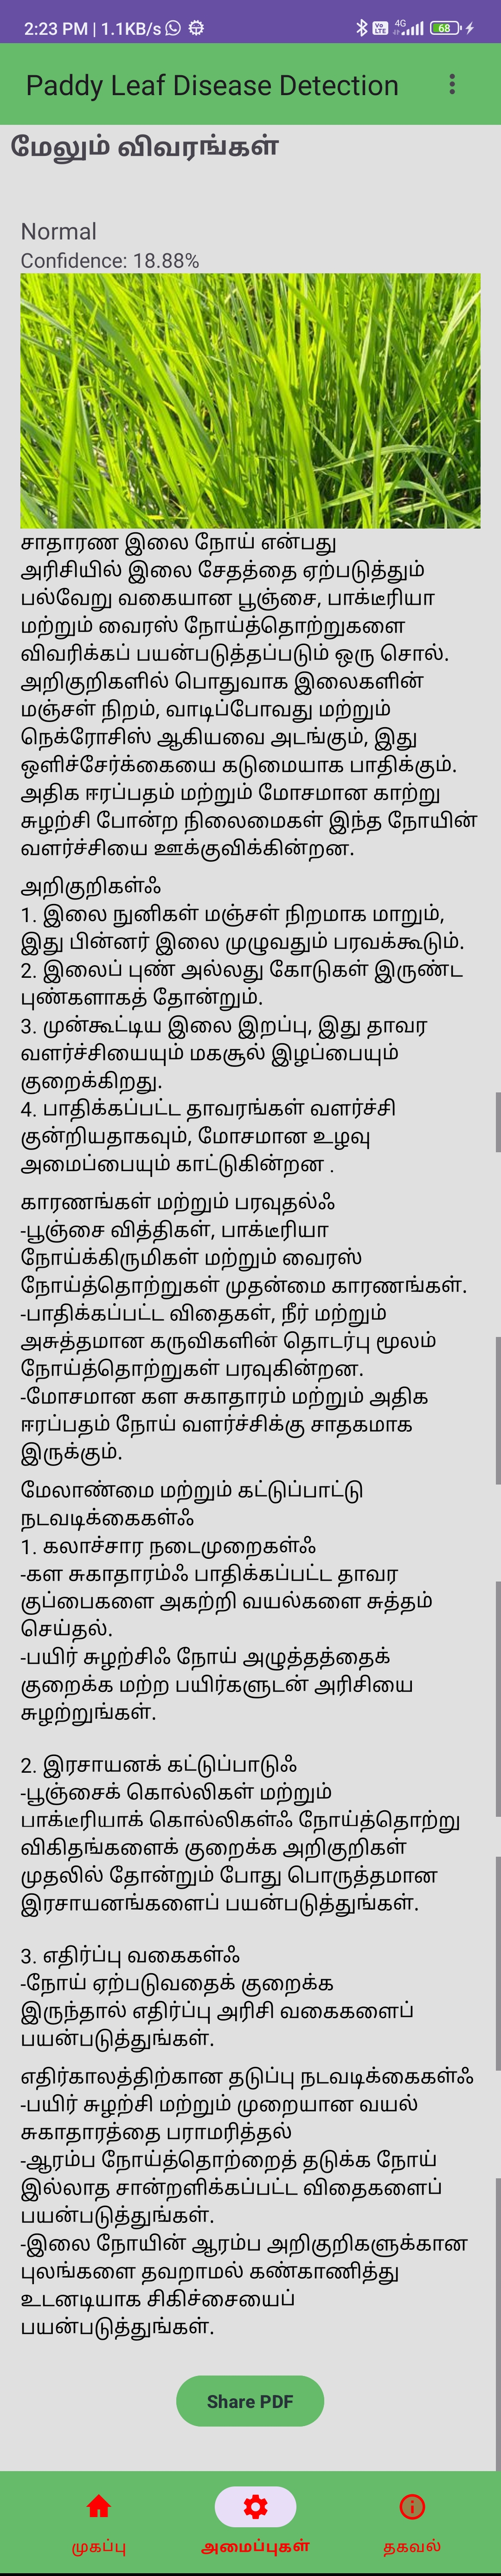 2:23 PM | 1.1KB/s
4G
VO
LTE
68
Paddy Leaf Disease Detection
மேலும் விவரங்கள்
Normal
Confidence: 18.88%
சாதாரண இலை நோய் என்பது
அரிசியில் இலை சேதத்தை ஏற்படுத்தும்
பல்வேறு வகையான பூஞ்சை, பாக்டீரியா
மற்றும் வைரஸ் நோய்த்தொற்றுகளை
விவரிக்கப் பயன்படுத்தப்படும் ஒரு சொல்.
அறிகுறிகளில் பொதுவாக இலைகளின்
மஞ்சள் நிறம், வாடிப்போவது மற்றும்
நெக்ரோசிஸ் ஆகியவை அடங்கும், இது
ஒளிச்சேர்க்கையை கடுமையாக பாதிக்கும்.
அதிக ஈரப்பதம் மற்றும் மோசமான காற்று
சுழற்சி போன்ற நிலைமைகள் இந்த நோயின்
வளர்ச்சியை ஊக்குவிக்கின்றன.
அறிகுறிகள்ஃ
1. இலை நுனிகள் மஞ்சள் நிறமாக மாறும்,
இது பின்னர் இலை முழுவதும் பரவக்கூடும்.
2. இலைப் புண் அல்லது கோடுகள் இருண்ட
புண்களாகத் தோன்றும்.
3. முன்கூட்டிய இலை இறப்பு, இது தாவர
வளர்ச்சியையும் மகசூல் இழப்பையும்
குறைக்கிறது.
4. பாதிக்கப்பட்ட தாவரங்கள் வளர்ச்சி
குன்றியதாகவும், மோசமான உழவு
அமைப்பையும் காட்டுகின்றன .
காரணங்கள் மற்றும் பரவுதல்ஃ
-பூஞ்சை வித்திகள், பாக்டீரியா
நோய்க்கிருமிகள் மற்றும் வைரஸ்
நோய்த்தொற்றுகள் முதன்மை காரணங்கள்.
-பாதிக்கப்பட்ட விதைகள், நீர் மற்றும்
அசுத்தமான கருவிகளின் தொடர்பு மூலம்
நோய்த்தொற்றுகள் பரவுகின்றன.
-மோசமான கள சுகாதாரம் மற்றும் அதிக
ஈரப்பதம் நோய் வளர்ச்சிக்கு சாதகமாக
இருக்கும்.
மேலாண்மை மற்றும் கட்டுப்பாட்டு
நடவடிக்கைகள்ஃ
1. கலாச்சார நடைமுறைகள்ஃ
-கள சுகாதாரம்ஃ பாதிக்கப்பட்ட தாவர
குப்பைகளை அகற்றி வயல்களை சுத்தம்
செய்தல்.
-பயிர் சுழற்சிஃ நோய் அழுத்தத்தைக்
குறைக்க மற்ற பயிர்களுடன் அரிசியை
சுழற்றுங்கள்.
2. இரசாயனக் கட்டுப்பாடுஃ
-பூஞ்சைக் கொல்லிகள் மற்றும்
பாக்டீரியாக் கொல்லிகள்ஃ நோய்த்தொற்று
விகிதங்களைக் குறைக்க அறிகுறிகள்
முதலில் தோன்றும் போது பொருத்தமான
இரசாயனங்களைப் பயன்படுத்துங்கள்.
3. எதிர்ப்பு வகைகள்ஃ
-நோய் ஏற்படுவதைக் குறைக்க
இருந்தால் எதிர்ப்பு அரிசி வகைகளைப்
பயன்படுத்துங்கள்.
எதிர்காலத்திற்கான தடுப்பு நடவடிக்கைகள்ஃ
-பயிர் சுழற்சி மற்றும் முறையான வயல்
சுகாதாரத்தை பராமரித்தல்
-ஆரம்ப நோய்த்தொற்றைத் தடுக்க நோய்
இல்லாத சான்றளிக்கப்பட்ட விதைகளைப்
பயன்படுத்துங்கள்.
-இலை நோயின் ஆரம்ப அறிகுறிகளுக்கான
புலங்களை தவறாமல் கண்காணித்து
உடனடியாக சிகிச்சையைப்
பயன்படுத்துங்கள்.
Share PDF
முகப்பு
அமைப்புகள்
தகவல்